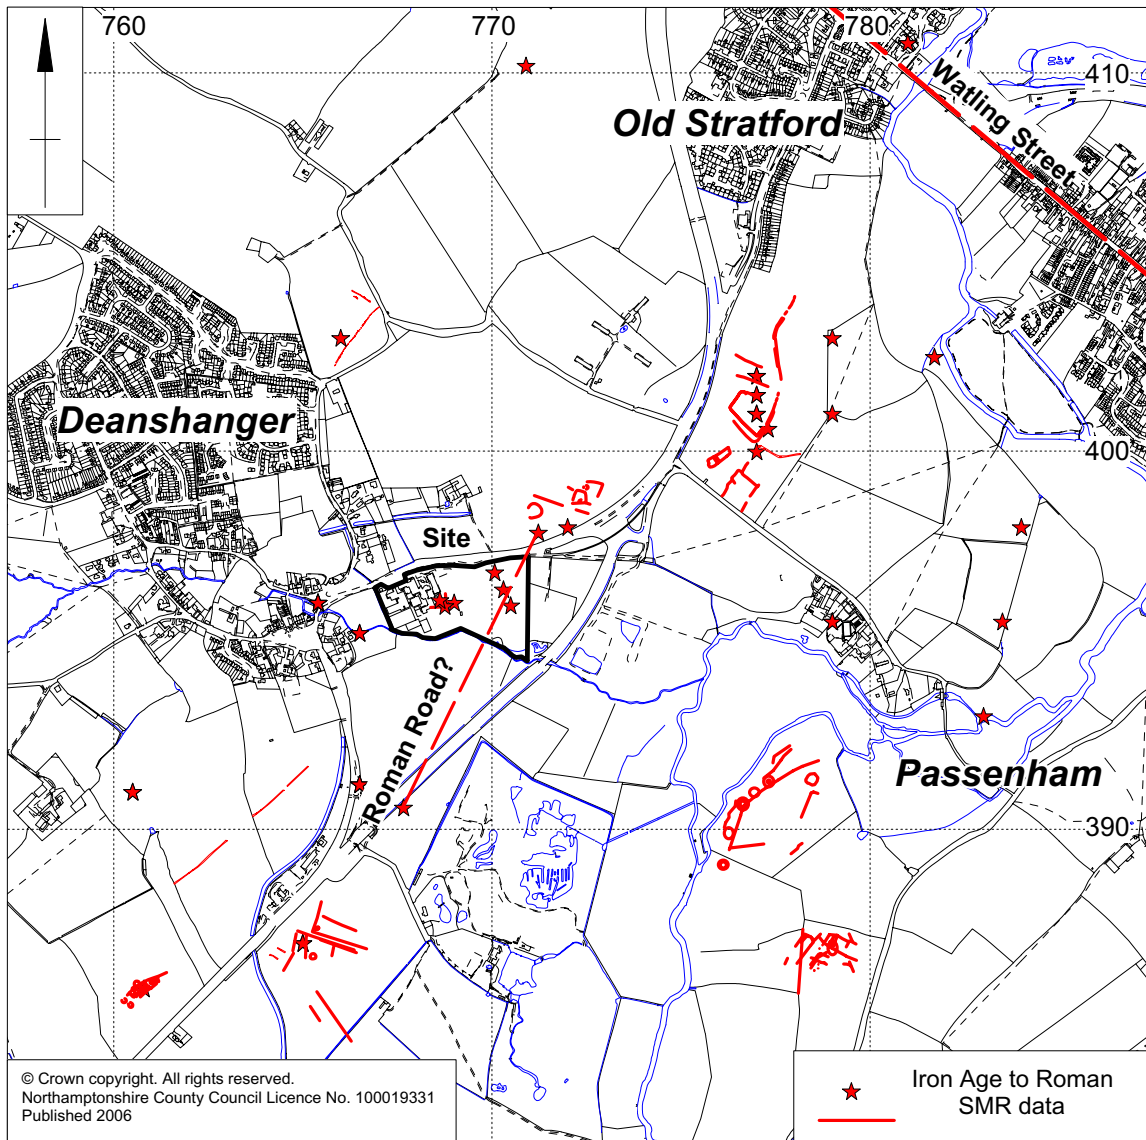 760
770
780
410
Watling Street
Old Stratford
Deanshanger
400
Site
Roman Road?
Passenham
390
© Crown copyright. All rights reserved.
Northamptonshire County Council Licence No. 100019331
Published 2006
Iron Age to Roman
SMR data